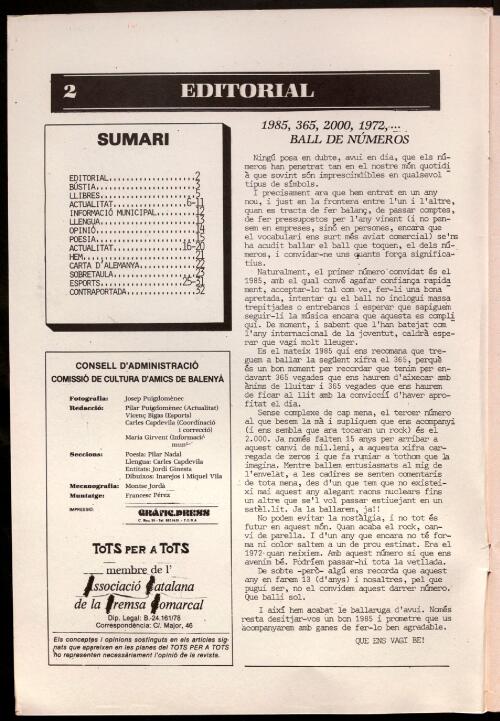 2 EDITORIAL
SUMARI
EDITORIAL......................2
BÚSTIA.........................3
LLIBRES........................5
ACTUALITAT..................6-11
INFORMACIÓ MUNICIPAL..........12
LLENGUA.......................13
OPINIÓ........................14
POESIA........................15
ACTUALITAT.................16-20
HEM...........................21
CARTA D'ALEMANYA..............22
SOBRETAULA....................23
ESPORTS....................25-31
CONTRAPORTADA.................32
CONSELL D'ADMINISTRACIÓ
COMISSIÓ DE CULTURA D'AMICS DE BALENYÀ
Fotografia: Josep Puigdomènec
Redacció: Pilar Puigdomènec (Actualitat)
Vicenç Bigas (Esports)
Carles Capdevila (Coordinació
i correcció)
Maria Girvent (Informació
Seccions: Poesia: Pilar Nadal
Llengua: Carles Capdevila
Entitats: Jordi Ginesta
Dibuixos: Inarejos i Miquel Vila
Mecanografia: Montse Jordà
Muntatge: Francesc Pérez
IMPRESSIÓ: GRÀFIC.PRESS
TOTS PER A TOTS
membre de l'
Associació Catalana
de la Premsa Comarcal
Dip. Legal: B.-24.161/78
Correspondència: C/. Major, 46
Els conceptes i opinions sostinguts en els articles sig-
nats que apareixen en les planes del TOTS PER A TOTS
no representen necessàriament l'opinió de la revista.
1985, 365, 2000, 1972,...
BALL DE NÚMEROS
Ningú posa en dubte, avui en dia, que els nú-
meros han penetrat tan en el nostre món quotidi
à que sovint són imprescindibles en qualsevol
tipus de símbols.
I precisament ara que hem entrat en un any
nou, i just en la frontera entre l'un i l'altre,
quan es tracta de fer balanç, de passar comptes,
de fer pressupostos per a l'any vinent (i no pen-
sem en empreses, sinó en persones, encara que
el vocabulari ens surt més aviat comercial) se'ns
ha acudit ballar el ball que toquen, el dels nú-
meros, i convidar-ne uns quants força significa-
tius.
Naturalment, el primer número convidat és el
1985, amb el qual convé agafar confiança rapida
ment, acceptar-lo tal com ve, fer-li una bona
apretada, intentar qu el ball no inclogui massa
trepitjades o entrebancs i esperar que sapiguem
seguir-li la música encara que aquesta es compli
qui. De moment, i sabent que l'han batejat com
l'any internacional de la joventut, caldrà espe-
rar que vagi molt lleuger.
Es el mateix 1985 qui ens recomana que tre-
guem a ballar la següent xifra el 365, perquè
és un bon moment per recordar que tenim per en-
davant 365 vegades que ens haurem d'aixecar amb
ànims de lluitar i 365 vegades que ens haurem
de ficar al llit amb la convicció d'haver apro-
fitat el dia.
Sense complexe de cap mena, el tercer número
al que besem la mà i supliquem que ens acompanyi
(i ens sembla que ara tocaran un rock) és el
2.000. Ja només falten 15 anys per arribar a
aquest canvi de mil.leni, a aquesta xifra car-
regada de zeros i que fa rumiar a tothom que la
imagina. Mentre ballem entusiasmats al mig de
l'envelat, a les cadires se senten comentaris
de tota mena, des d'un que tem que no existei-
xi mai aquest any alegant raons nuclears fins
un altre que se'l vol passar estiuejant en un
satèl.lit. Ja la ballarem, ja!!
No podem evitar la nostàlgia, i no tot és
futur en aquest món. Quan acaba el rock, can-
vi de parella. I d'un any que encara no té for-
ma ni color saltem a un de prou estimat. Era el
1972 quan neixíem. Amb aquest número sí que ens
avenim bé. Podríem passar-hi tota la vetllada.
De sobte -però- algú ens recorda que aquest
any en farem 13 (d'anys) i nosaltres, pel que
pugui ser, no el convidem aquest darrer número.
Que balli sol.
I així hem acabat le ballaruga d'avui. Només
resta desitjar-vos un bon 1985 i prometre que us
acompanyarem amb ganes de fer-lo ben agradable.
QUE ENS VAGI BE!